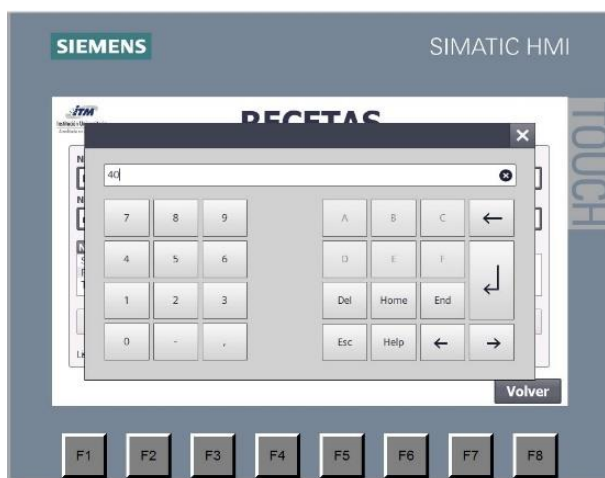 SIEMENS
SIMATIC HMI
TOUCH
iTM
RECETAS
40
7 8 9 A B C ←
4 5 6 D E F
1 2 3 Del Home End
0 - , Esc Help ← →
Volver
F1 F2 F3 F4 F5 F6 F7 F8